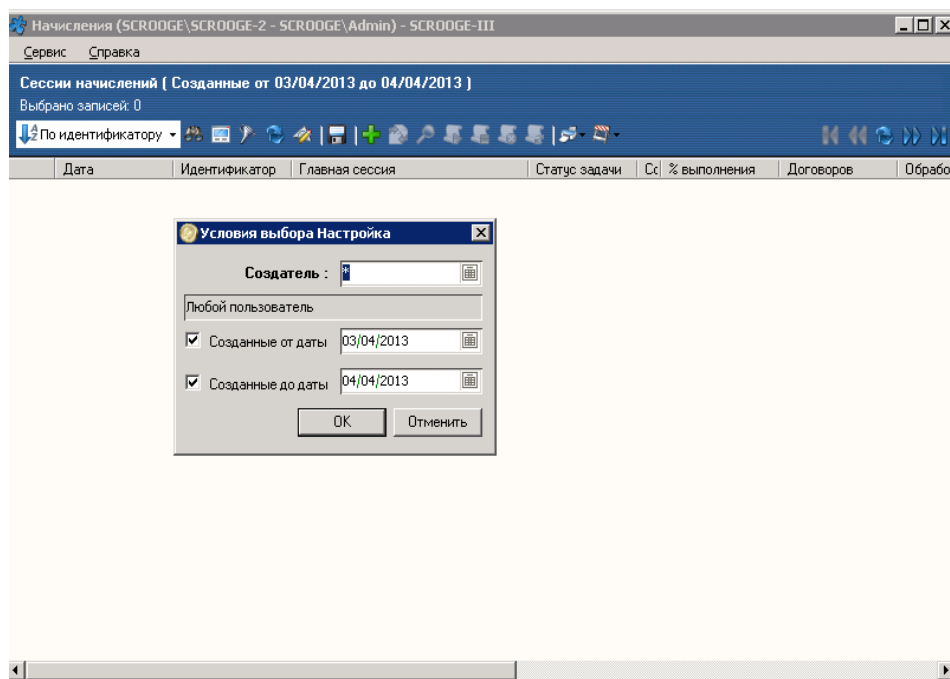 Начисления (SCROOGE\SCROOGE-2 - SCROOGE\Admin) - SCROOGE-III
Сервис Справка
Сессии начислений ( Созданные от 03/04/2013 до 04/04/2013 )
Выбрано записей: 0
По идентификатору
Дата Идентификатор Главная сессия Статус задачи Сс % выполнения Договоров Обрабо
Условия выбора Настройка
Создатель : *
Любой пользователь
Созданные от даты 03/04/2013
Созданные до даты 04/04/2013
OK Отменить